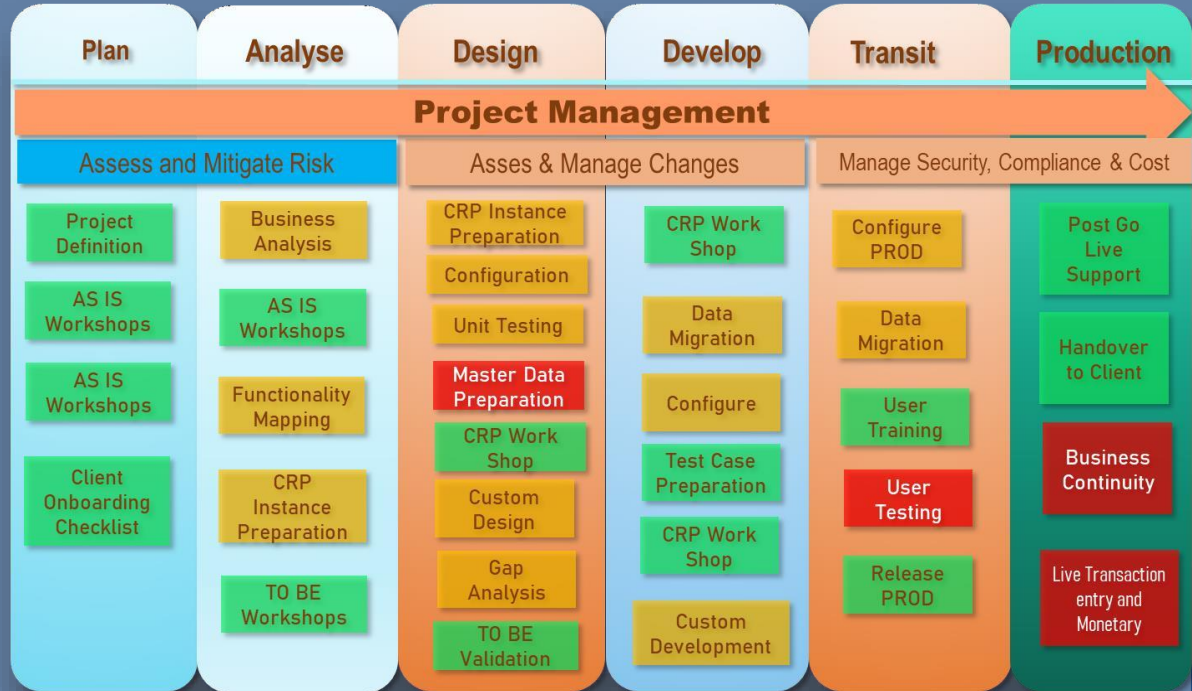 Plan
Analyse
Design
Develop
Transit
Production
Project Management
Assess and Mitigate Risk
Asses & Manage Changes
Manage Security, Compliance & Cost
Project
Definition
AS IS
Workshops
AS IS
Workshops
Client
Onboarding
Checklist
Business
Analysis
AS IS
Workshops
Functionality
Mapping
CRP
Instance
Preparation
TO BE
Workshops
CRP Instance
Preparation
Configuration
Unit Testing
Master Data
Preparation
CRP Work
Shop
Custom
Design
Gap
Analysis
TO BE
Validation
CRP Work
Shop
Data
Migration
Configure
Test Case
Preparation
CRP Work
Shop
Custom
Development
Configure
PROD
Data
Migration
User
Training
User
Testing
Release
PROD
Post Go
Live
Support
Handover
to Client
Business
Continuity
Live Transaction
entry and
Monetary